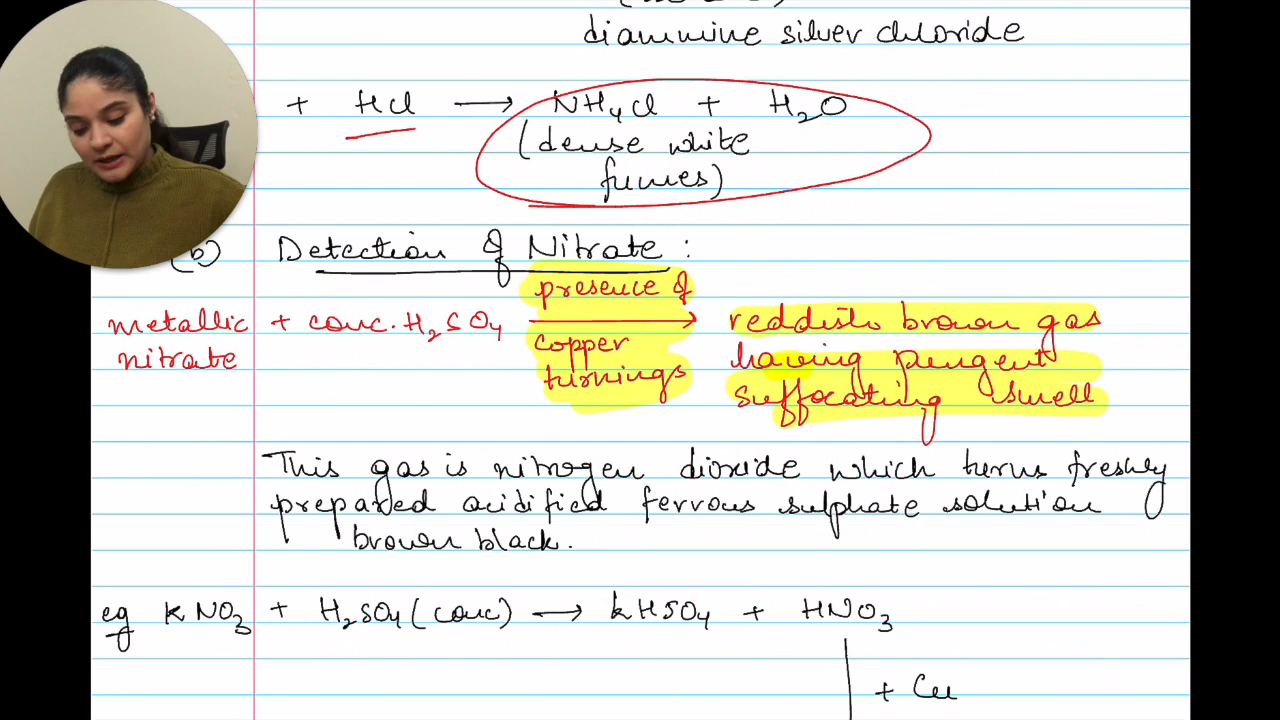 diammine silver chloride
+ HCl → NH₄Cl + H₂O
(dense white
fumes)
(b) Detection of Nitrate :
presence of
metallic + conc. H₂SO₄ → reddish brown gas
nitrate copper having pungent
turnings suffocating smell
This gas is nitrogen dioxide which turns freshly
prepared acidified ferrous sulphate solution
brown black.
eg KNO₃ + H₂SO₄ (conc) → KHSO₄ + HNO₃
+ Cu